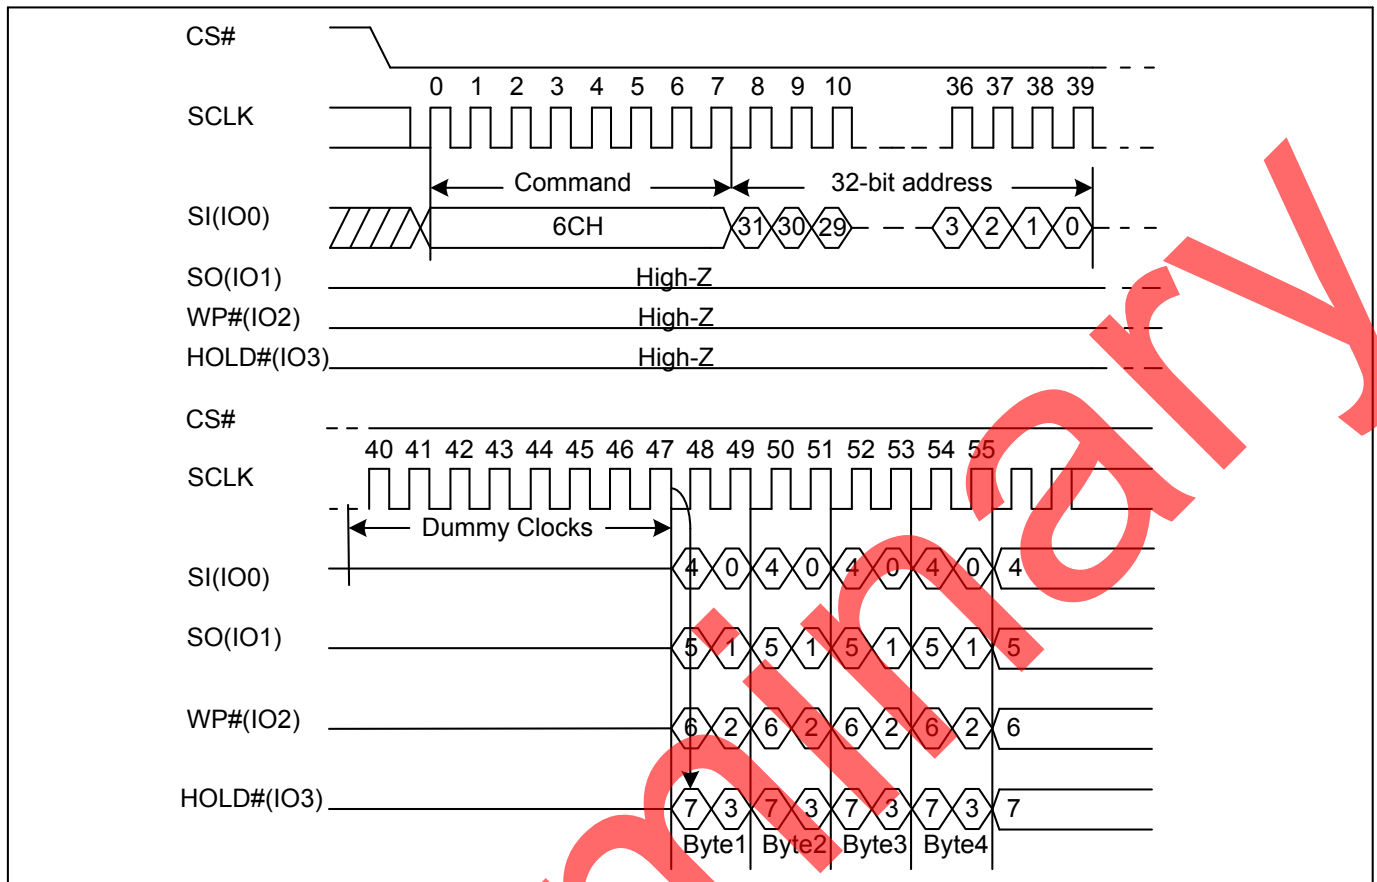 CS#
0 1 2 3 4 5 6 7 8 9 10 36 37 38 39
SCLK
Command 32-bit address
SI(IO0) 6CH 31 30 29 3 2 1 0
SO(IO1) High-Z
WP#(IO2) High-Z
HOLD#(IO3) High-Z
CS#
40 41 42 43 44 45 46 47 48 49 50 51 52 53 54 55
SCLK
Dummy Clocks
SI(IO0) 4 0 4 0 4 0 4 0 4
SO(IO1) 5 1 5 1 5 1 5 1 5
WP#(IO2) 6 2 6 2 6 2 6 2 6
HOLD#(IO3) 7 3 7 3 7 3 7 3 7
Byte1 Byte2 Byte3 Byte4
minary